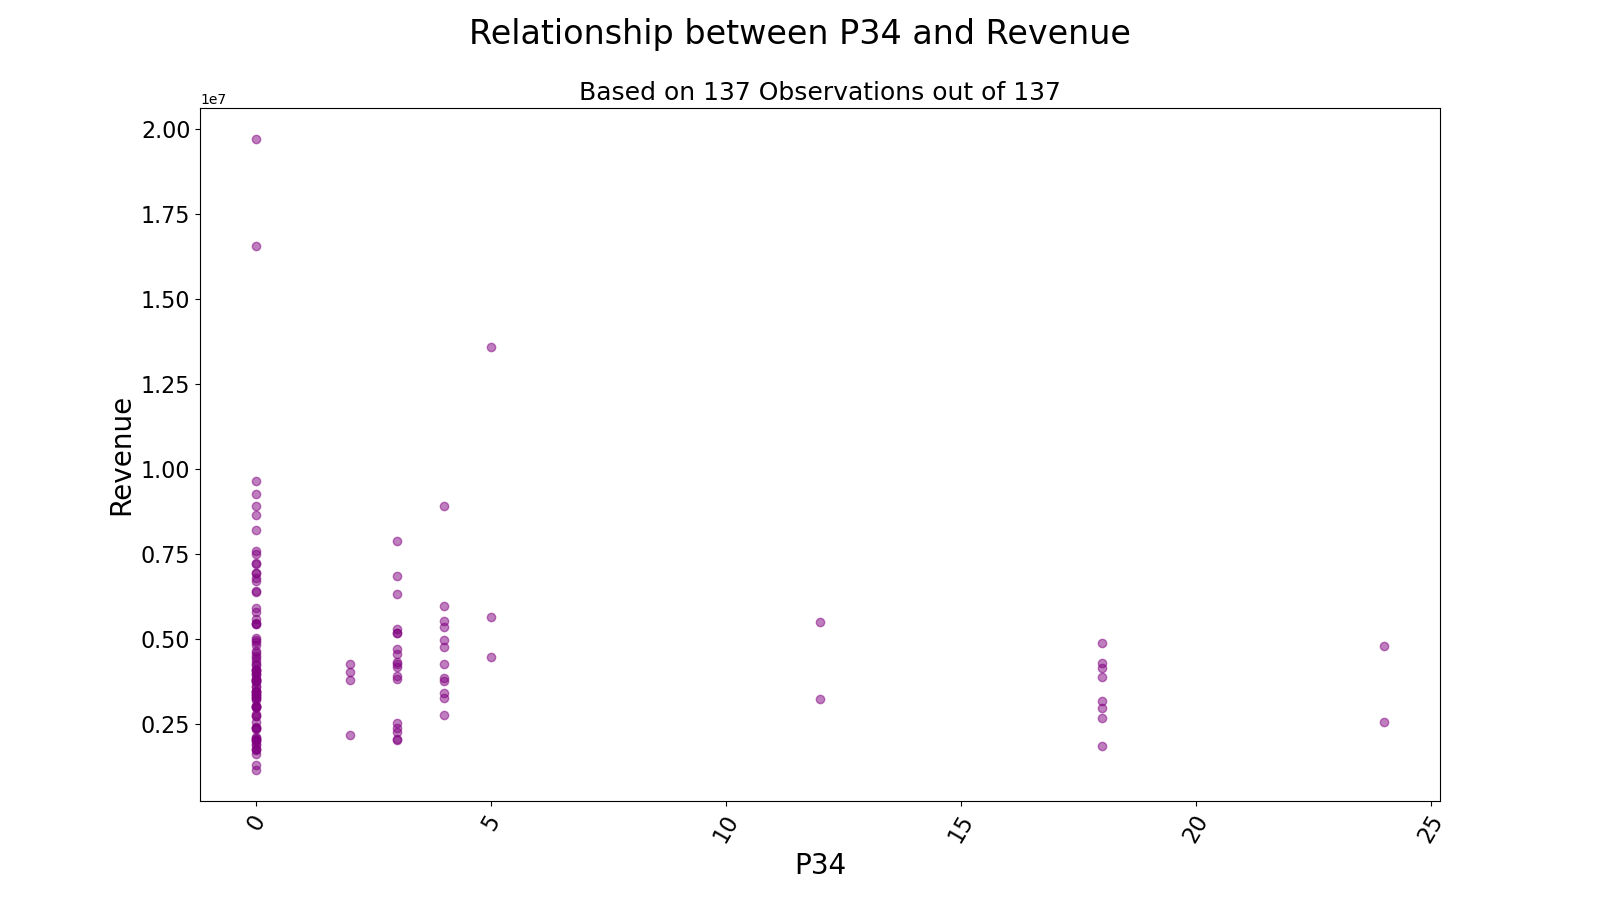 Relationship between P34 and Revenue
Based on 137 Observations out of 137
1e7
2.00
1.75
1.50
1.25
1.00
0.75
0.50
0.25
Revenue
0 5 10 15 20 25
P34